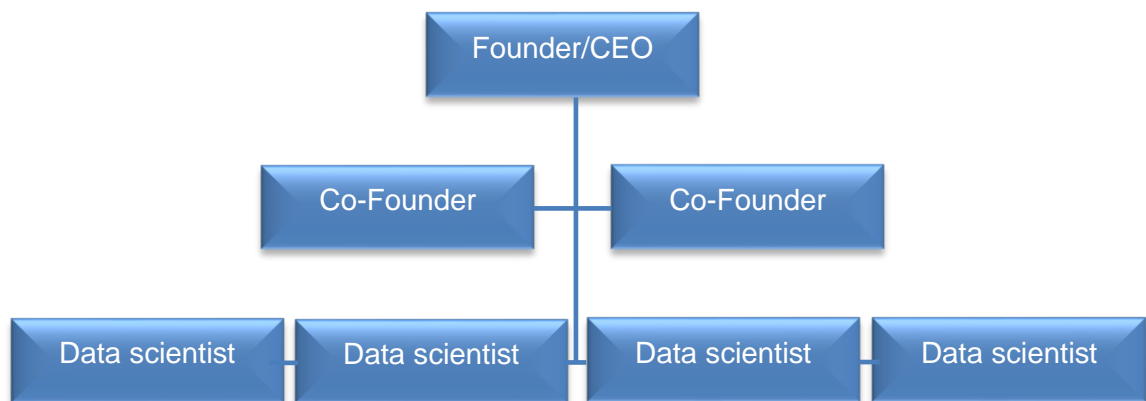 Founder/CEO
Co-Founder
Co-Founder
Data scientist
Data scientist
Data scientist
Data scientist